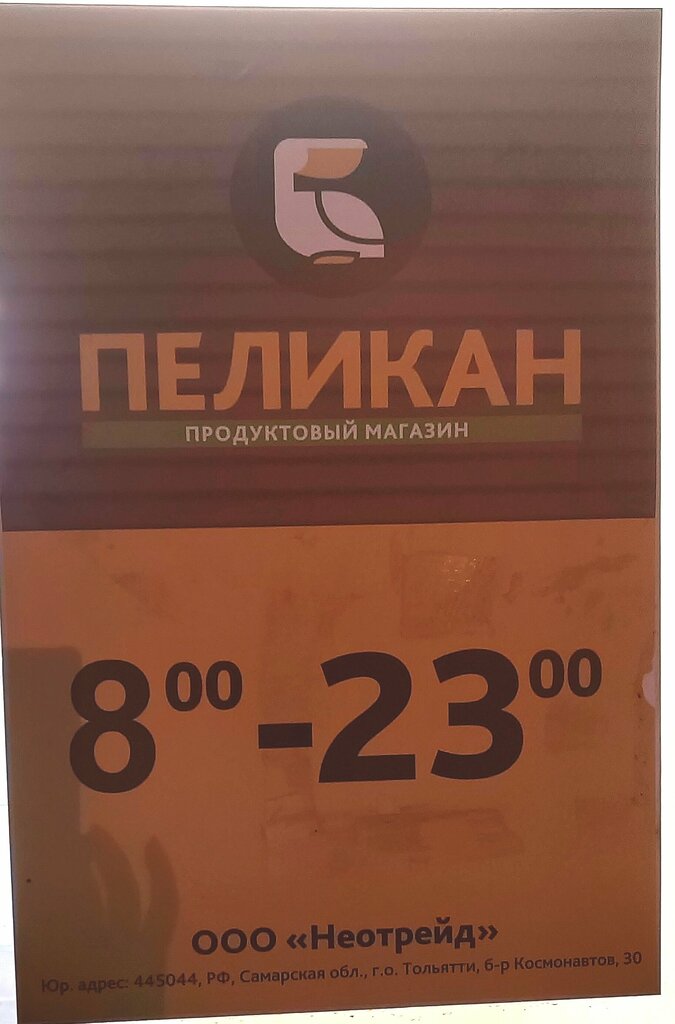 ПЕЛИКАН
ПРОДУКТОВЫЙ МАГАЗИН
8⁰⁰-23⁰⁰
ООО «Неотрейд»
Юр. адрес: 445044, РФ, Самарская обл., г.о. Тольятти, б-р Космонавтов, 30